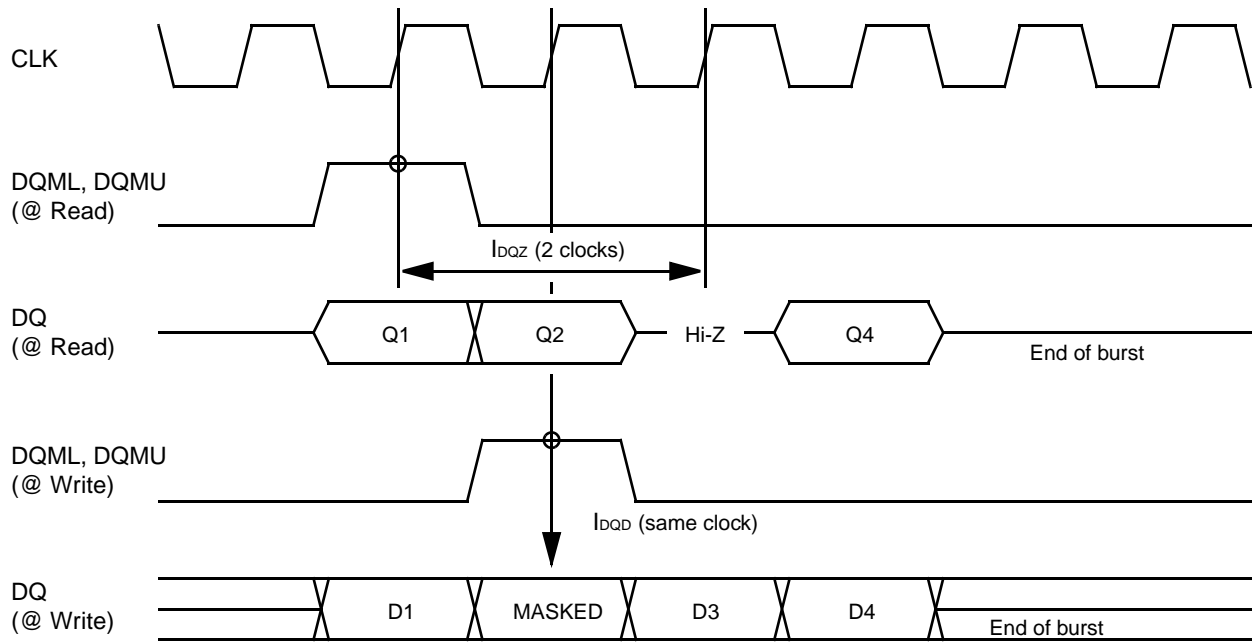 CLK
DQML, DQMU
(@ Read)
IDQZ (2 clocks)
DQ
(@ Read)
Q1
Q2
Hi-Z
Q4
End of burst
DQML, DQMU
(@ Write)
IDQD (same clock)
DQ
(@ Write)
D1
MASKED
D3
D4
End of burst